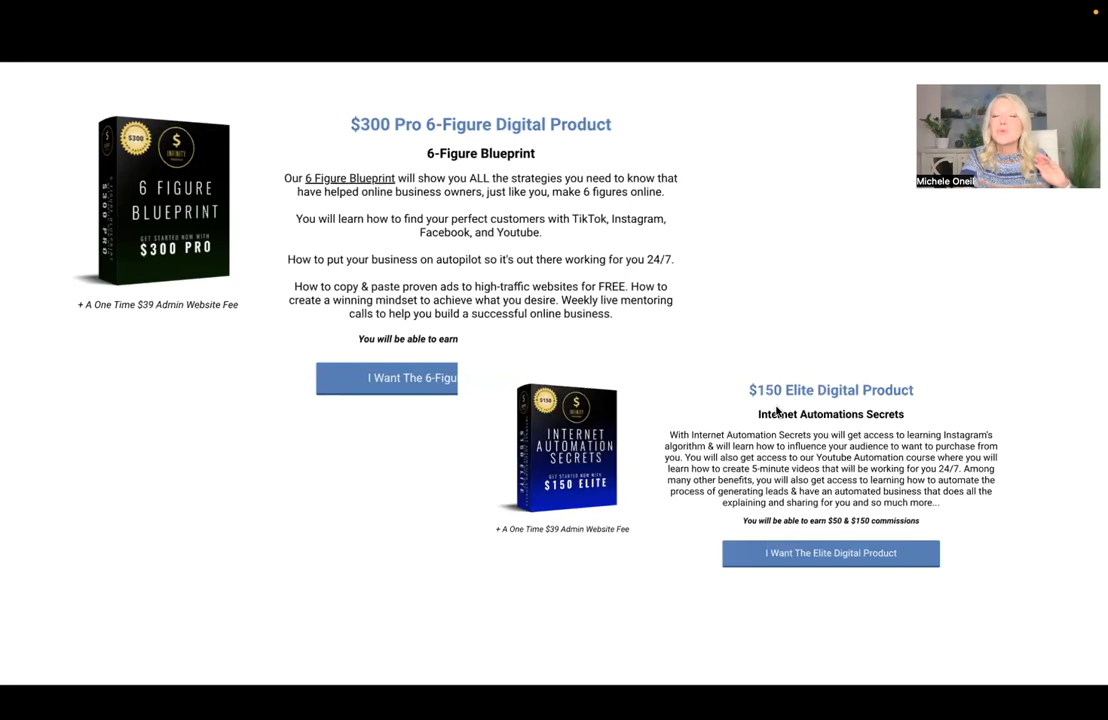 $300 Pro 6-Figure Digital Product
6-Figure Blueprint
Our 6 Figure Blueprint will show you ALL the strategies you need to know that
have helped online business owners, just like you, make 6 figures online.
You will learn how to find your perfect customers with TikTok, Instagram,
Facebook, and Youtube.
How to put your business on autopilot so it's out there working for you 24/7.
How to copy & paste proven ads to high-traffic websites for FREE. How to
create a winning mindset to achieve what you desire. Weekly live mentoring
calls to help you build a successful online business.
You will be able to earn
I Want The 6-Figu
$300
$
INFINITY
6 FIGURE
BLUEPRINT
GET STARTED NOW WITH
$300 PRO
$300 PRO
+ A One Time $39 Admin Website Fee
Michele Oneil
$150 Elite Digital Product
Internet Automations Secrets
With Internet Automation Secrets you will get access to learning Instagram's
algorithm & will learn how to influence your audience to want to purchase from
you. You will also get access to our Youtube Automation course where you will
learn how to create 5-minute videos that will be working for you 24/7. Among
many other benefits, you will also get access to learning how to automate the
process of generating leads & have an automated business that does all the
explaining and sharing for you and so much more...
You will be able to earn $50 & $150 commissions
I Want The Elite Digital Product
$150
$
INFINITY
INTERNET
AUTOMATION
SECRETS
GET STARTED NOW WITH
$150 ELITE
$150 ELITE
+ A One Time $39 Admin Website Fee